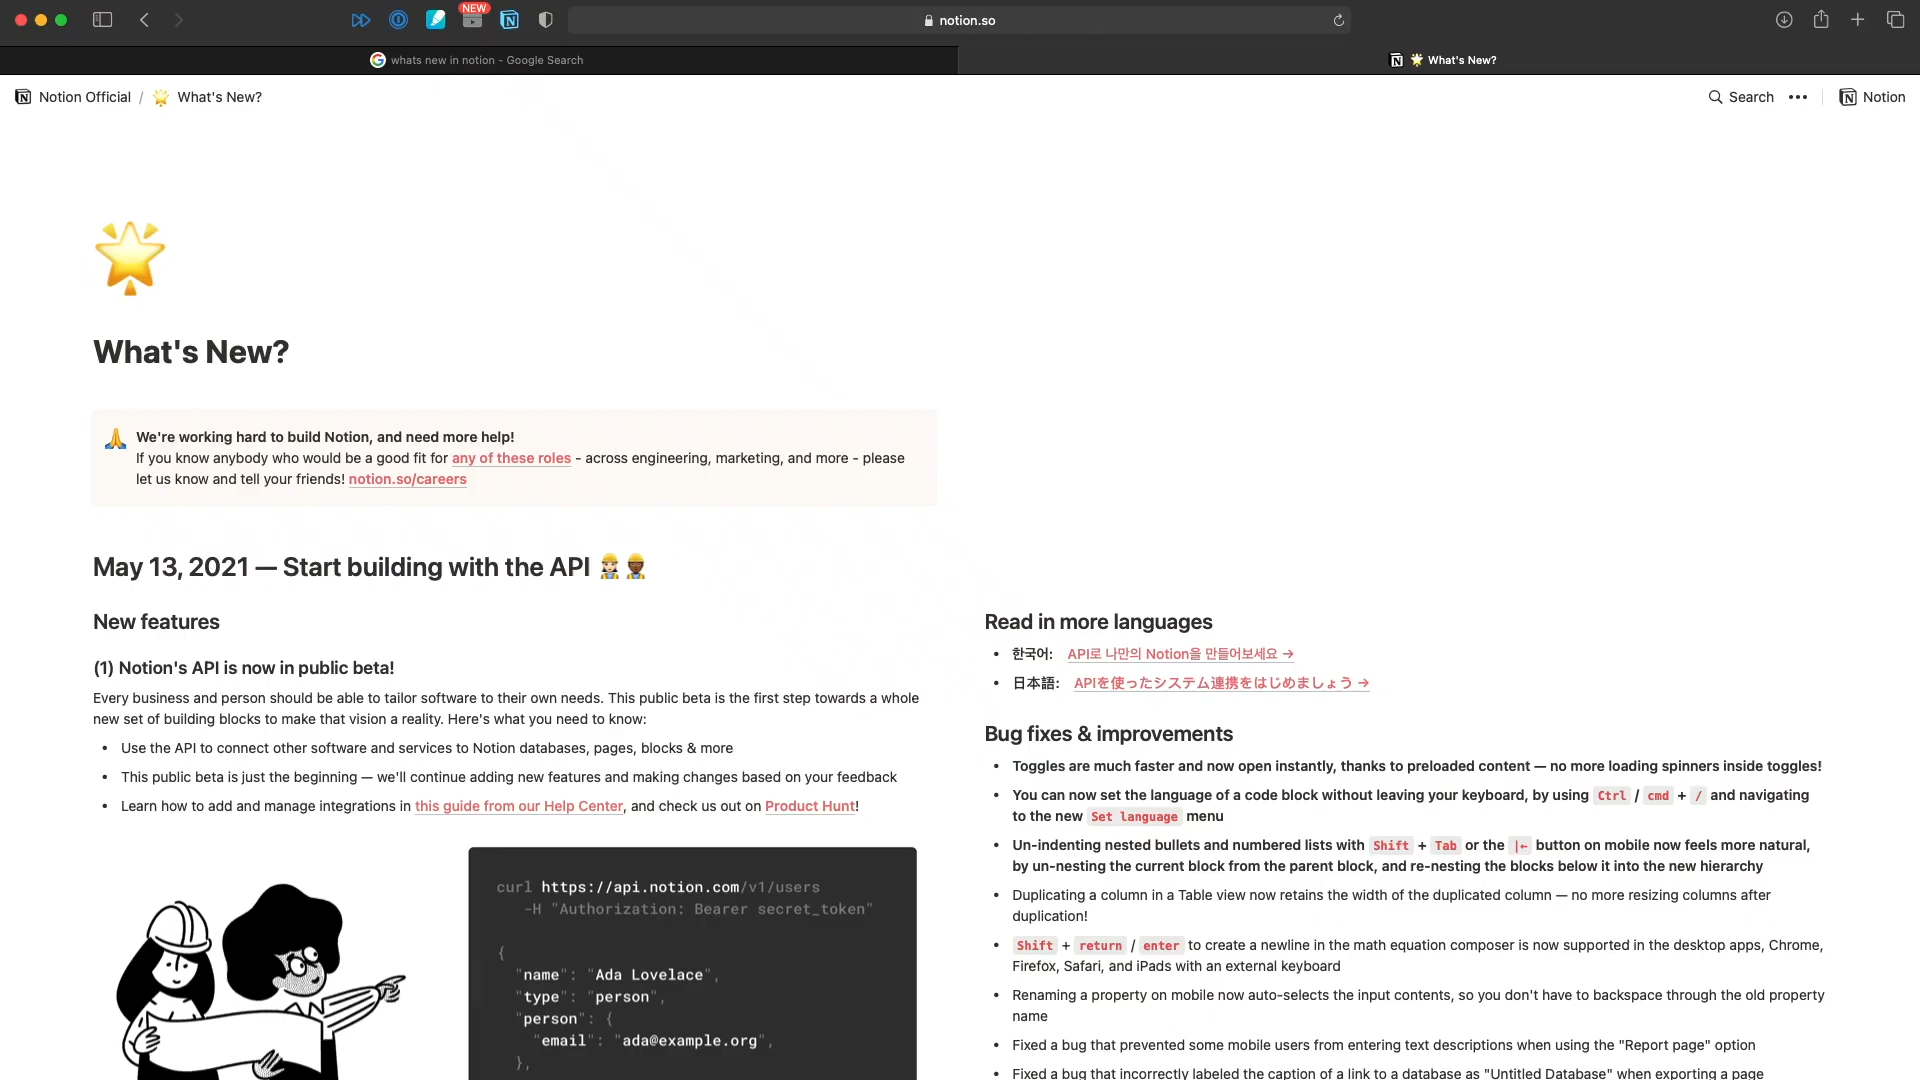 NEW
notion.so
whats new in notion - Google Search
What's New?
Notion Official / What's New?
Search
Notion
What's New?
We're working hard to build Notion, and need more help!
If you know anybody who would be a good fit for any of these roles - across engineering, marketing, and more - please
let us know and tell your friends! notion.so/careers
May 13, 2021 — Start building with the API
New features
(1) Notion's API is now in public beta!
Every business and person should be able to tailor software to their own needs. This public beta is the first step towards a whole
new set of building blocks to make that vision a reality. Here's what you need to know:
• Use the API to connect other software and services to Notion databases, pages, blocks & more
• This public beta is just the beginning — we'll continue adding new features and making changes based on your feedback
• Learn how to add and manage integrations in this guide from our Help Center, and check us out on Product Hunt!
curl https://api.notion.com/v1/users
-H "Authorization: Bearer secret_token"
{
"name": "Ada Lovelace",
"type": "person",
"person": {
"email": "ada@example.org",
},
Read in more languages
• 한국어: API로 나만의 Notion을 만들어보세요 →
• 日本語: APIを使ったシステム連携をはじめましょう →
Bug fixes & improvements
• Toggles are much faster and now open instantly, thanks to preloaded content — no more loading spinners inside toggles!
• You can now set the language of a code block without leaving your keyboard, by using Ctrl / cmd + / and navigating
to the new Set language menu
• Un-indenting nested bullets and numbered lists with Shift + Tab or the |← button on mobile now feels more natural,
by un-nesting the current block from the parent block, and re-nesting the blocks below it into the new hierarchy
• Duplicating a column in a Table view now retains the width of the duplicated column — no more resizing columns after
duplication!
• Shift + return / enter to create a newline in the math equation composer is now supported in the desktop apps, Chrome,
Firefox, Safari, and iPads with an external keyboard
• Renaming a property on mobile now auto-selects the input contents, so you don't have to backspace through the old property
name
• Fixed a bug that prevented some mobile users from entering text descriptions when using the "Report page" option
• Fixed a bug that incorrectly labeled the caption of a link to a database as "Untitled Database" when exporting a page